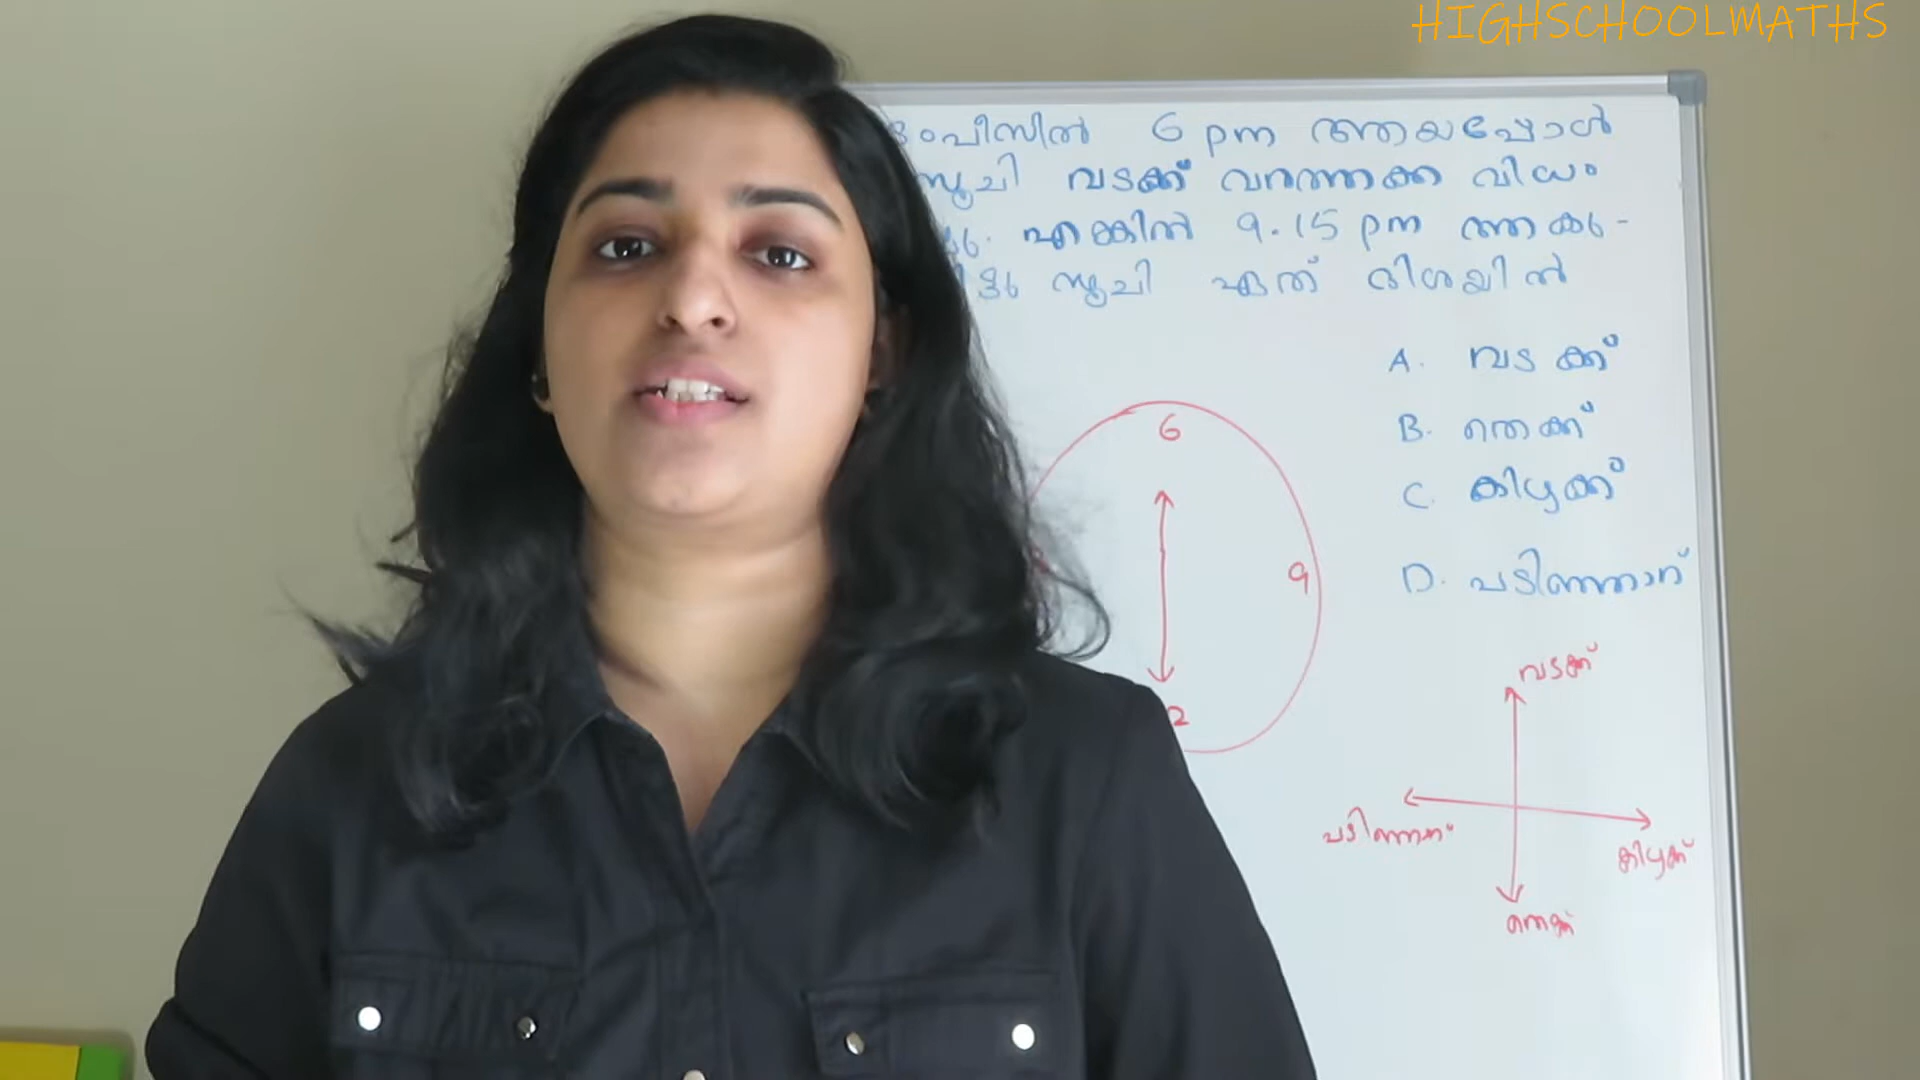 HIGHSCHOOLMATHS
ടൈംപീസിൽ 6 pm ആയപ്പോൾ
സൂചി വടക്ക് വരത്തക്ക വിധം
എങ്കിൽ 9.15 pm ആകു-
സൂചി ഏത് ദിശയിൽ
A. വടക്ക്
B. തെക്ക്
C. കിഴക്ക്
D. പടിഞ്ഞാറ്
6
9
വടക്ക്
പടിഞ്ഞാറ്
കിഴക്ക്
തെക്ക്